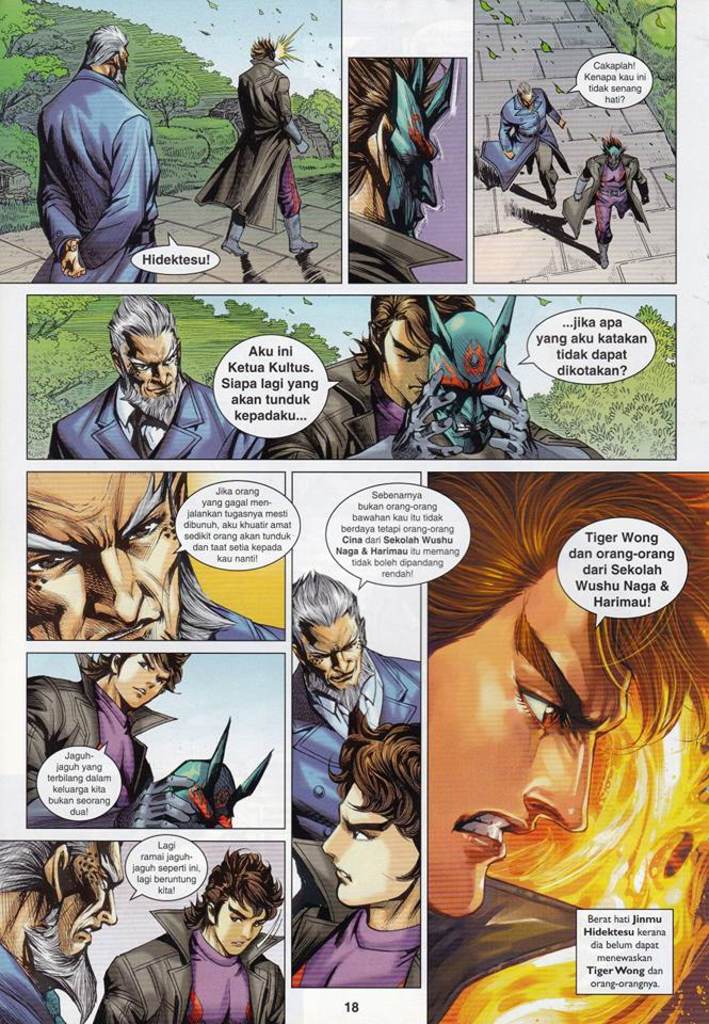 Hidektesu!
Cakaplah!
Kenapa kau ini
tidak senang
hati?
Aku ini
Ketua Kultus.
Siapa lagi yang
akan tunduk
kepadaku...
...jika apa
yang aku katakan
tidak dapat
dikotakan?
Jika orang
yang gagal men-
jalankan tugasnya mesti
dibunuh, aku khuatir amat
sedikit orang akan tunduk
dan taat setia kepada
kau nanti!
Jaguh-
jaguh yang
terbilang dalam
keluarga kita
bukan seorang
dua!
Lagi
ramai jaguh-
jaguh seperti ini,
lagi beruntung
kita!
Sebenarnya
bukan orang-orang
bawahan kau itu tidak
berdaya tetapi orang-orang
Cina dari Sekolah Wushu
Naga & Harimau itu memang
tidak boleh dipandang
rendah!
Tiger Wong
dan orang-orang
dari Sekolah
Wushu Naga &
Harimau!
Berat hati Jinmu
Hidektesu kerana
dia belum dapat
menewaskan
Tiger Wong dan
orang-orangnya.
18